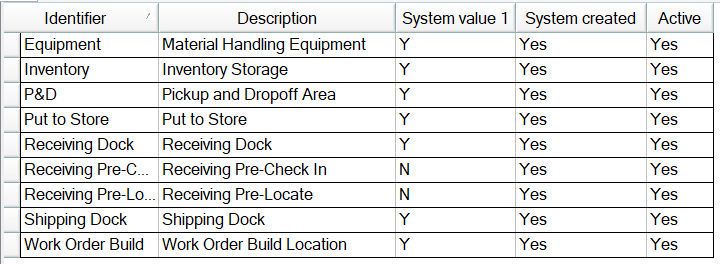 Identifier Description System value 1 System created Active
Equipment Material Handling Equipment Y Yes Yes
Inventory Inventory Storage Y Yes Yes
P&D Pickup and Dropoff Area Y Yes Yes
Put to Store Put to Store Y Yes Yes
Receiving Dock Receiving Dock Y Yes Yes
Receiving Pre-C... Receiving Pre-Check In N Yes Yes
Receiving Pre-Lo... Receiving Pre-Locate N Yes Yes
Shipping Dock Shipping Dock Y Yes Yes
Work Order Build Work Order Build Location Y Yes Yes